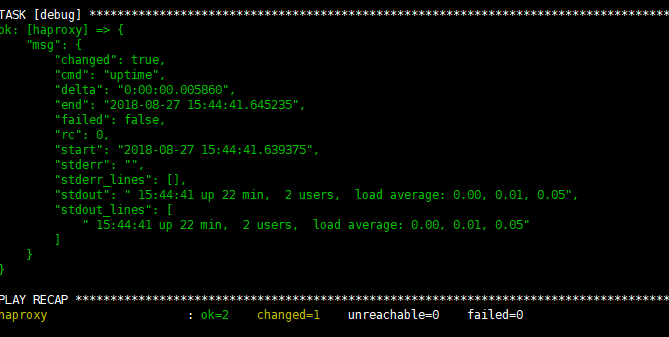 TASK [debug] ***********************************************************************************
ok: [haproxy] => {
    "msg": {
        "changed": true,
        "cmd": "uptime",
        "delta": "0:00:00.005860",
        "end": "2018-08-27 15:44:41.645235",
        "failed": false,
        "rc": 0,
        "start": "2018-08-27 15:44:41.639375",
        "stderr": "",
        "stderr_lines": [],
        "stdout": " 15:44:41 up 22 min,  2 users,  load average: 0.00, 0.01, 0.05",
        "stdout_lines": [
            " 15:44:41 up 22 min,  2 users,  load average: 0.00, 0.01, 0.05"
        ]
    }
}
PLAY RECAP *************************************************************************************
haproxy                    : ok=2    changed=1    unreachable=0    failed=0